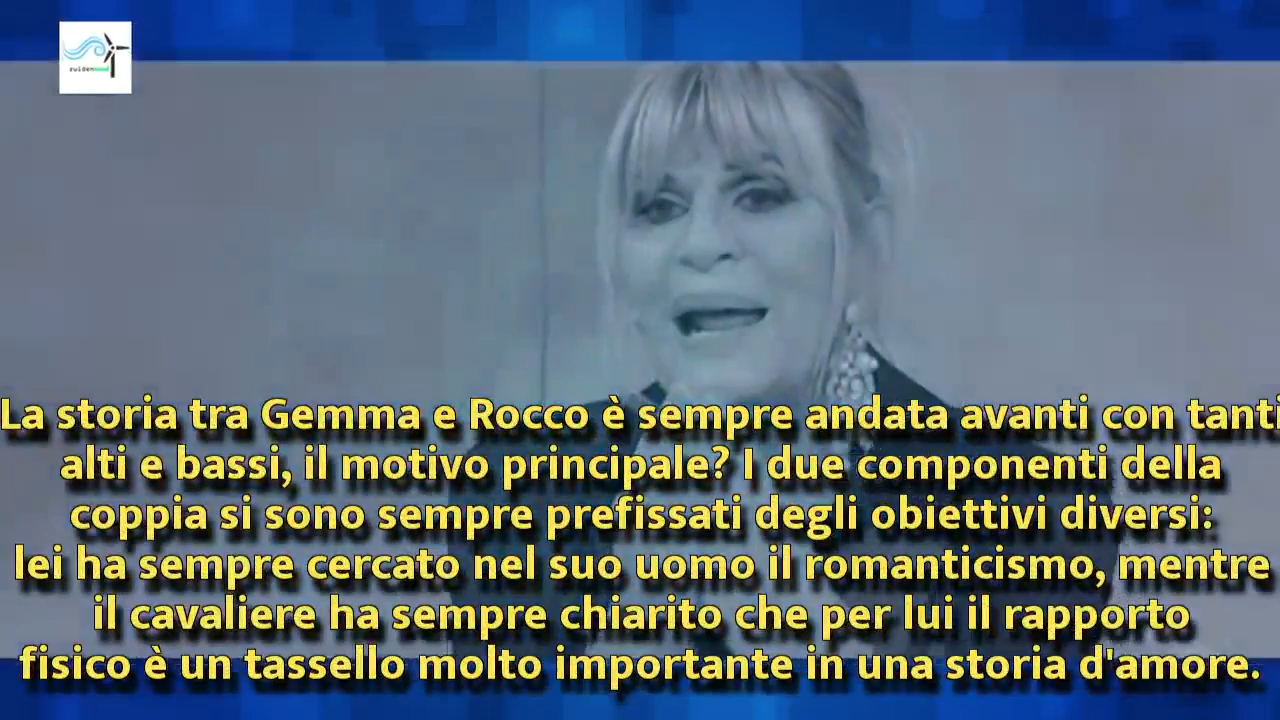 La storia tra Gemma e Rocco è sempre andata avanti con tanti
alti e bassi, il motivo principale? I due componenti della
coppia si sono sempre prefissati degli obiettivi diversi:
lei ha sempre cercato nel suo uomo il romanticismo, mentre
il cavaliere ha sempre chiarito che per lui il rapporto
fisico è un tassello molto importante in una storia d'amore.